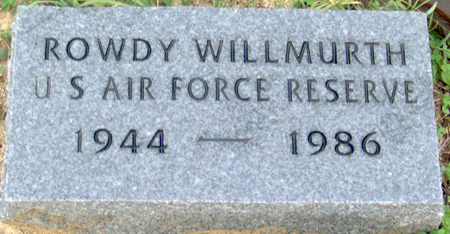 ROWDY WILLMURTH
U S AIR FORCE RESERVE
1944 — 1986